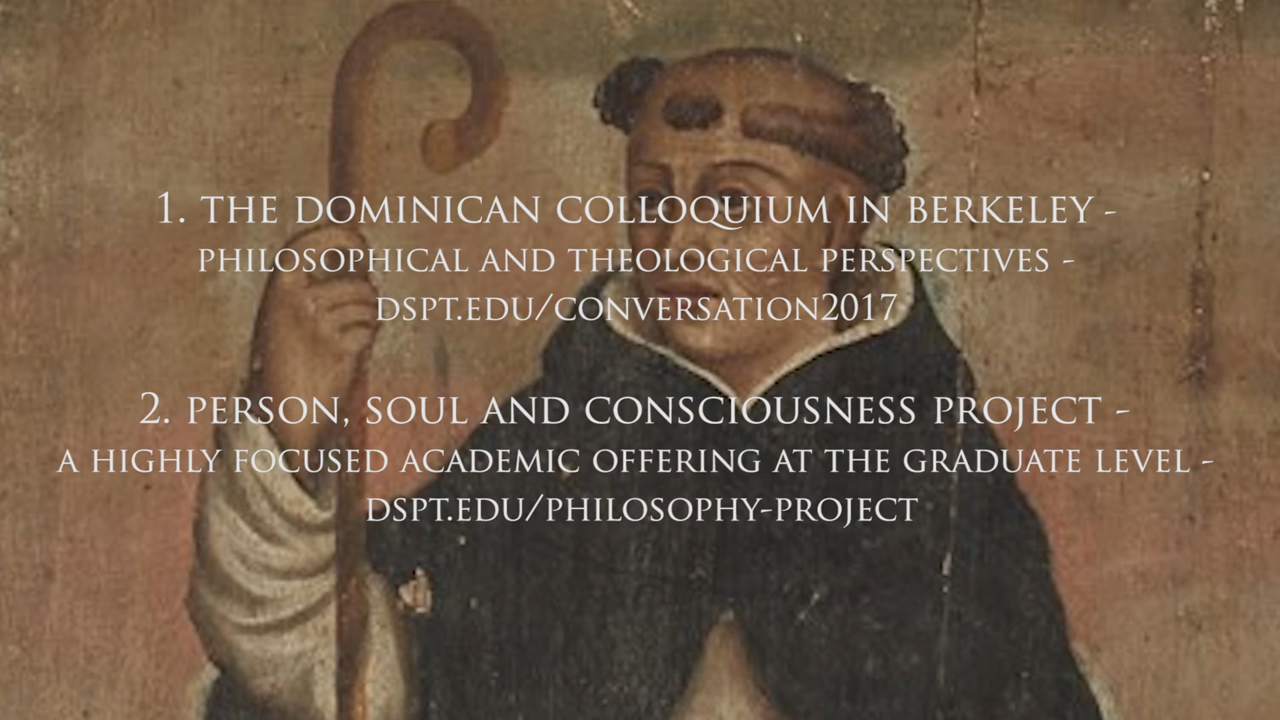 1. THE DOMINICAN COLLOQUIUM IN BERKELEY -
PHILOSOPHICAL AND THEOLOGICAL PERSPECTIVES -
DSPT.EDU/CONVERSATION2017
2. PERSON, SOUL AND CONSCIOUSNESS PROJECT -
A HIGHLY FOCUSED ACADEMIC OFFERING AT THE GRADUATE LEVEL -
DSPT.EDU/PHILOSOPHY-PROJECT